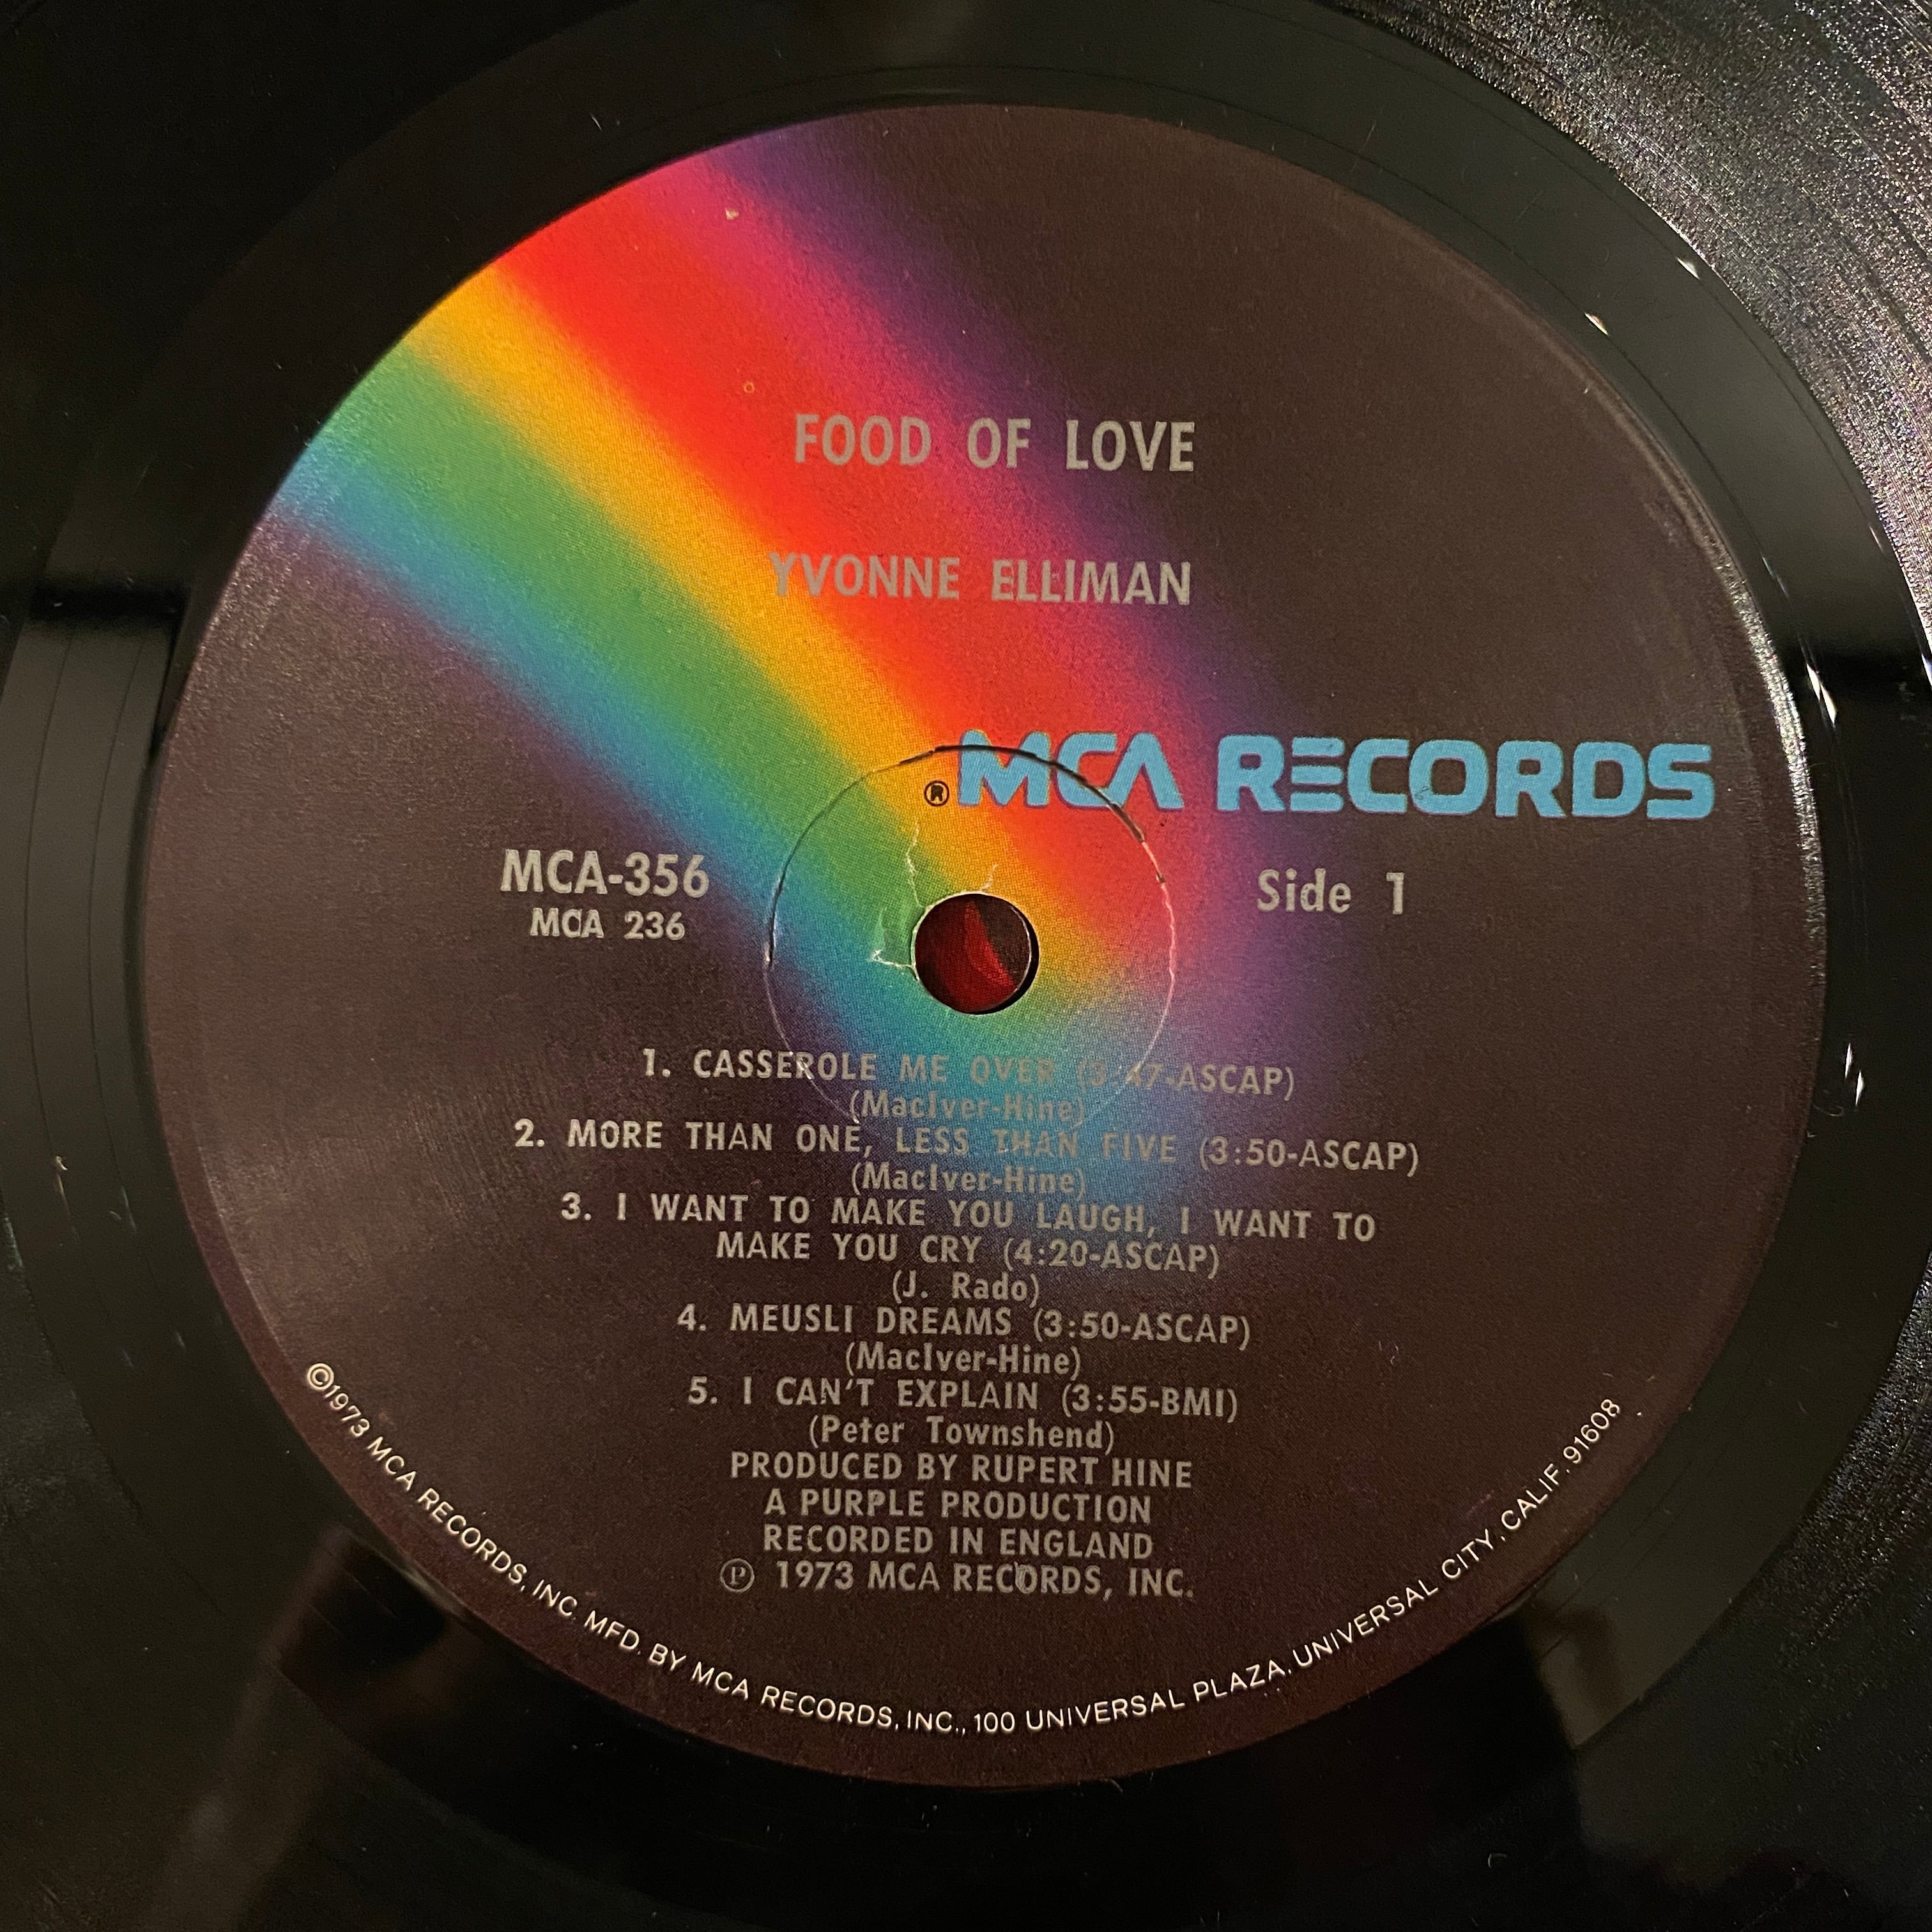 FOOD OF LOVE
YVONNE ELLIMAN
® MCA RECORDS
MCA-356
MCA 236
Side 1
1. CASSEROLE ME OVER (3:47-ASCAP)
(MacIver-Hine)
2. MORE THAN ONE, LESS THAN FIVE (3:50-ASCAP)
(MacIver-Hine)
3. I WANT TO MAKE YOU LAUGH, I WANT TO
MAKE YOU CRY (4:20-ASCAP)
(J. Rado)
4. MEUSLI DREAMS (3:50-ASCAP)
(MacIver-Hine)
5. I CAN'T EXPLAIN (3:55-BMI)
(Peter Townshend)
PRODUCED BY RUPERT HINE
A PURPLE PRODUCTION
RECORDED IN ENGLAND
℗ 1973 MCA RECORDS, INC.
©1973 MCA RECORDS, INC. MFD. BY MCA RECORDS, INC., 100 UNIVERSAL PLAZA, UNIVERSAL CITY, CALIF. 91608